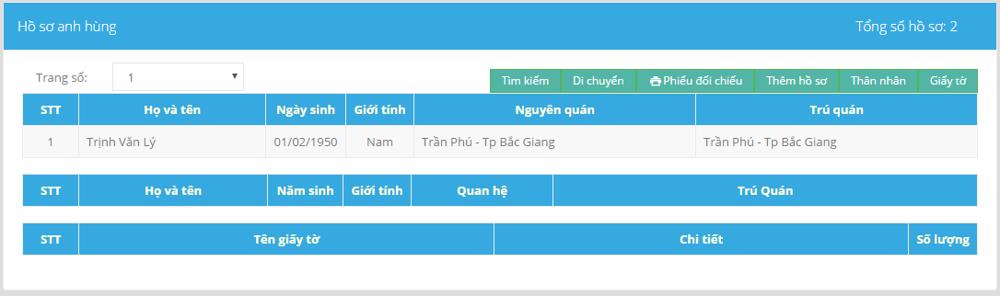 Hồ sơ anh hùng Tổng số hồ sơ: 2
Trang số: 1 Tìm kiếm Di chuyển Phiếu đối chiếu Thêm hồ sơ Thân nhân Giấy tờ
STT Họ và tên Ngày sinh Giới tính Nguyên quán Trú quán
1 Trịnh Văn Lý 01/02/1950 Nam Trần Phú - Tp Bắc Giang Trần Phú - Tp Bắc Giang
STT Họ và tên Năm sinh Giới tính Quan hệ Trú Quán
STT Tên giấy tờ Chi tiết Số lượng